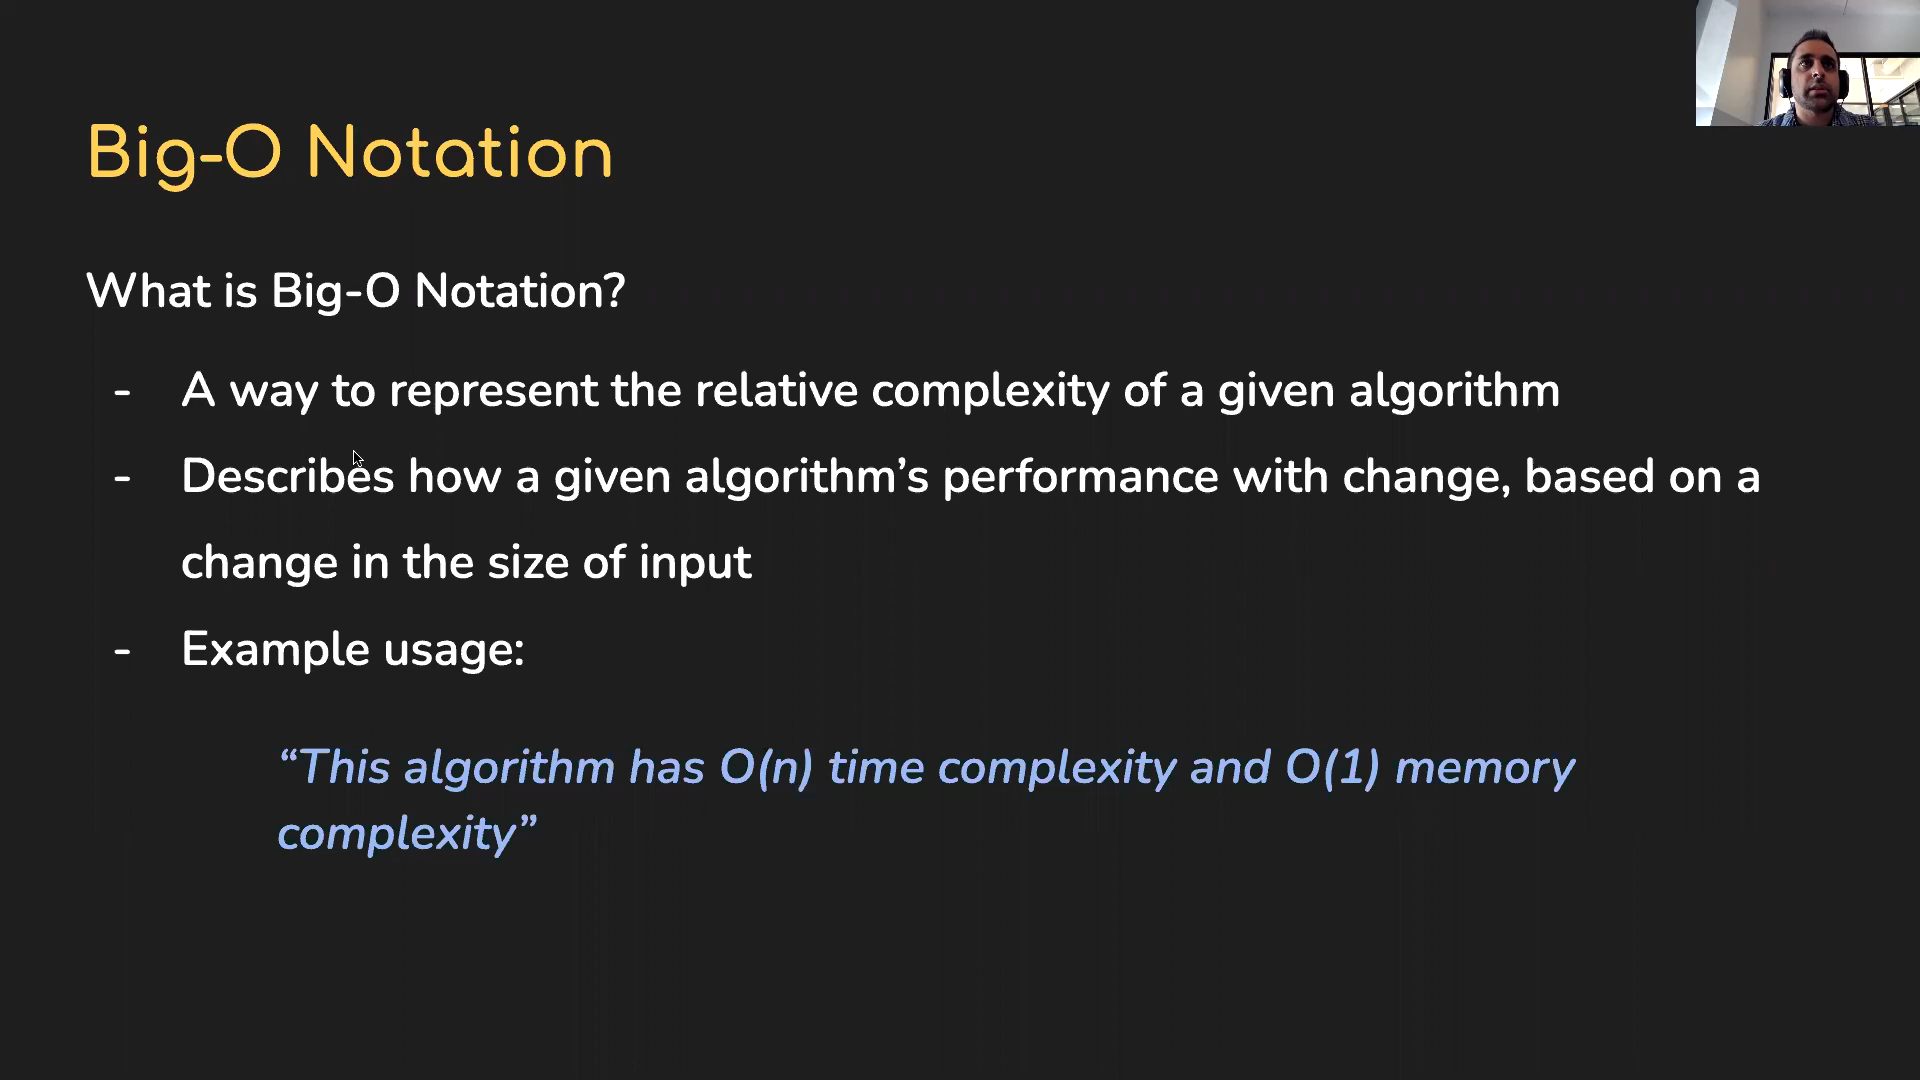 Big-O Notation
What is Big-O Notation?
- A way to represent the relative complexity of a given algorithm
- Describes how a given algorithm’s performance with change, based on a
change in the size of input
- Example usage:
“This algorithm has O(n) time complexity and O(1) memory
complexity”